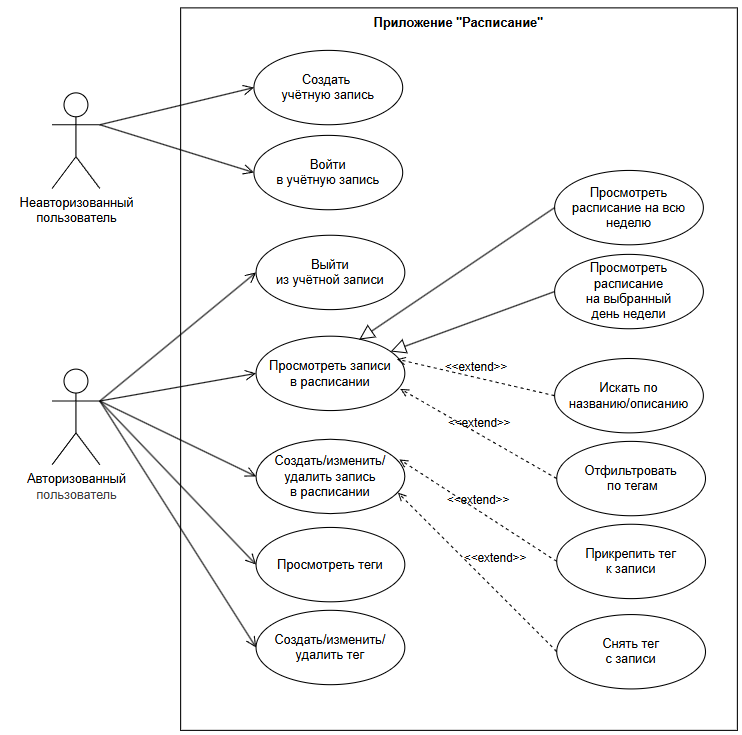 Приложение "Расписание"
Создать
учётную запись
Войти
в учётную запись
Неавторизованный
пользователь
Просмотреть
расписание на всю
неделю
Выйти
из учётной записи
Просмотреть
расписание
на выбранный
день недели
Просмотреть записи
в расписании
<<extend>>
Искать по
названию/описанию
<<extend>>
Авторизованный
пользователь
Создать/изменить/
удалить запись
в расписании
Отфильтровать
по тегам
<<extend>>
Прикрепить тег
к записи
<<extend>>
Просмотреть теги
Создать/изменить/
удалить тег
Снять тег
с записи